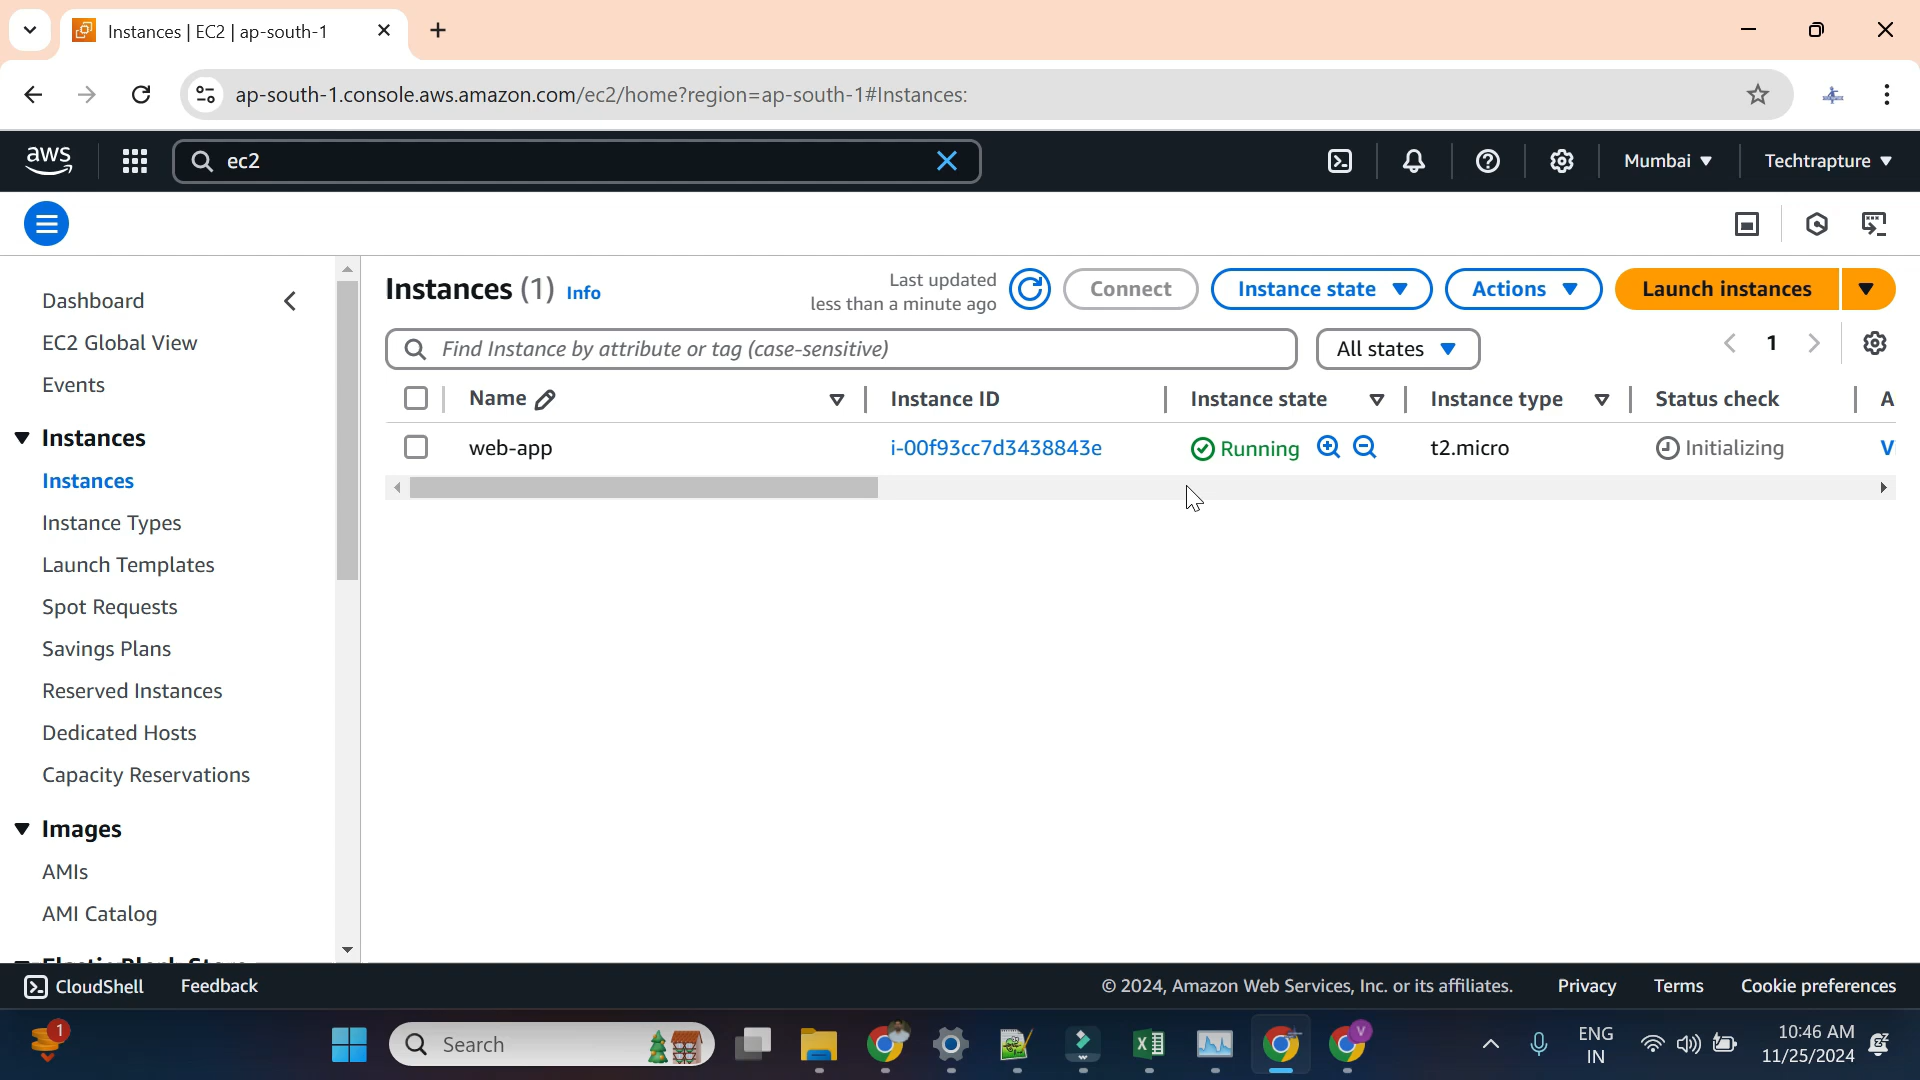 Instances | EC2 | ap-south-1
ap-south-1.console.aws.amazon.com/ec2/home?region=ap-south-1#Instances:
aws
ec2
Mumbai
Techtrapture
Dashboard
EC2 Global View
Events
Instances
Instances
Instance Types
Launch Templates
Spot Requests
Savings Plans
Reserved Instances
Dedicated Hosts
Capacity Reservations
Images
AMIs
AMI Catalog
Instances (1) Info
Last updated
less than a minute ago
Connect
Instance state
Actions
Launch instances
Find Instance by attribute or tag (case-sensitive)
All states
1
Name Instance ID Instance state Instance type Status check A
web-app i-00f93cc7d3438843e Running t2.micro Initializing V
CloudShell
Feedback
© 2024, Amazon Web Services, Inc. or its affiliates.
Privacy
Terms
Cookie preferences
1
Search
V
ENG
IN
10:46 AM
11/25/2024